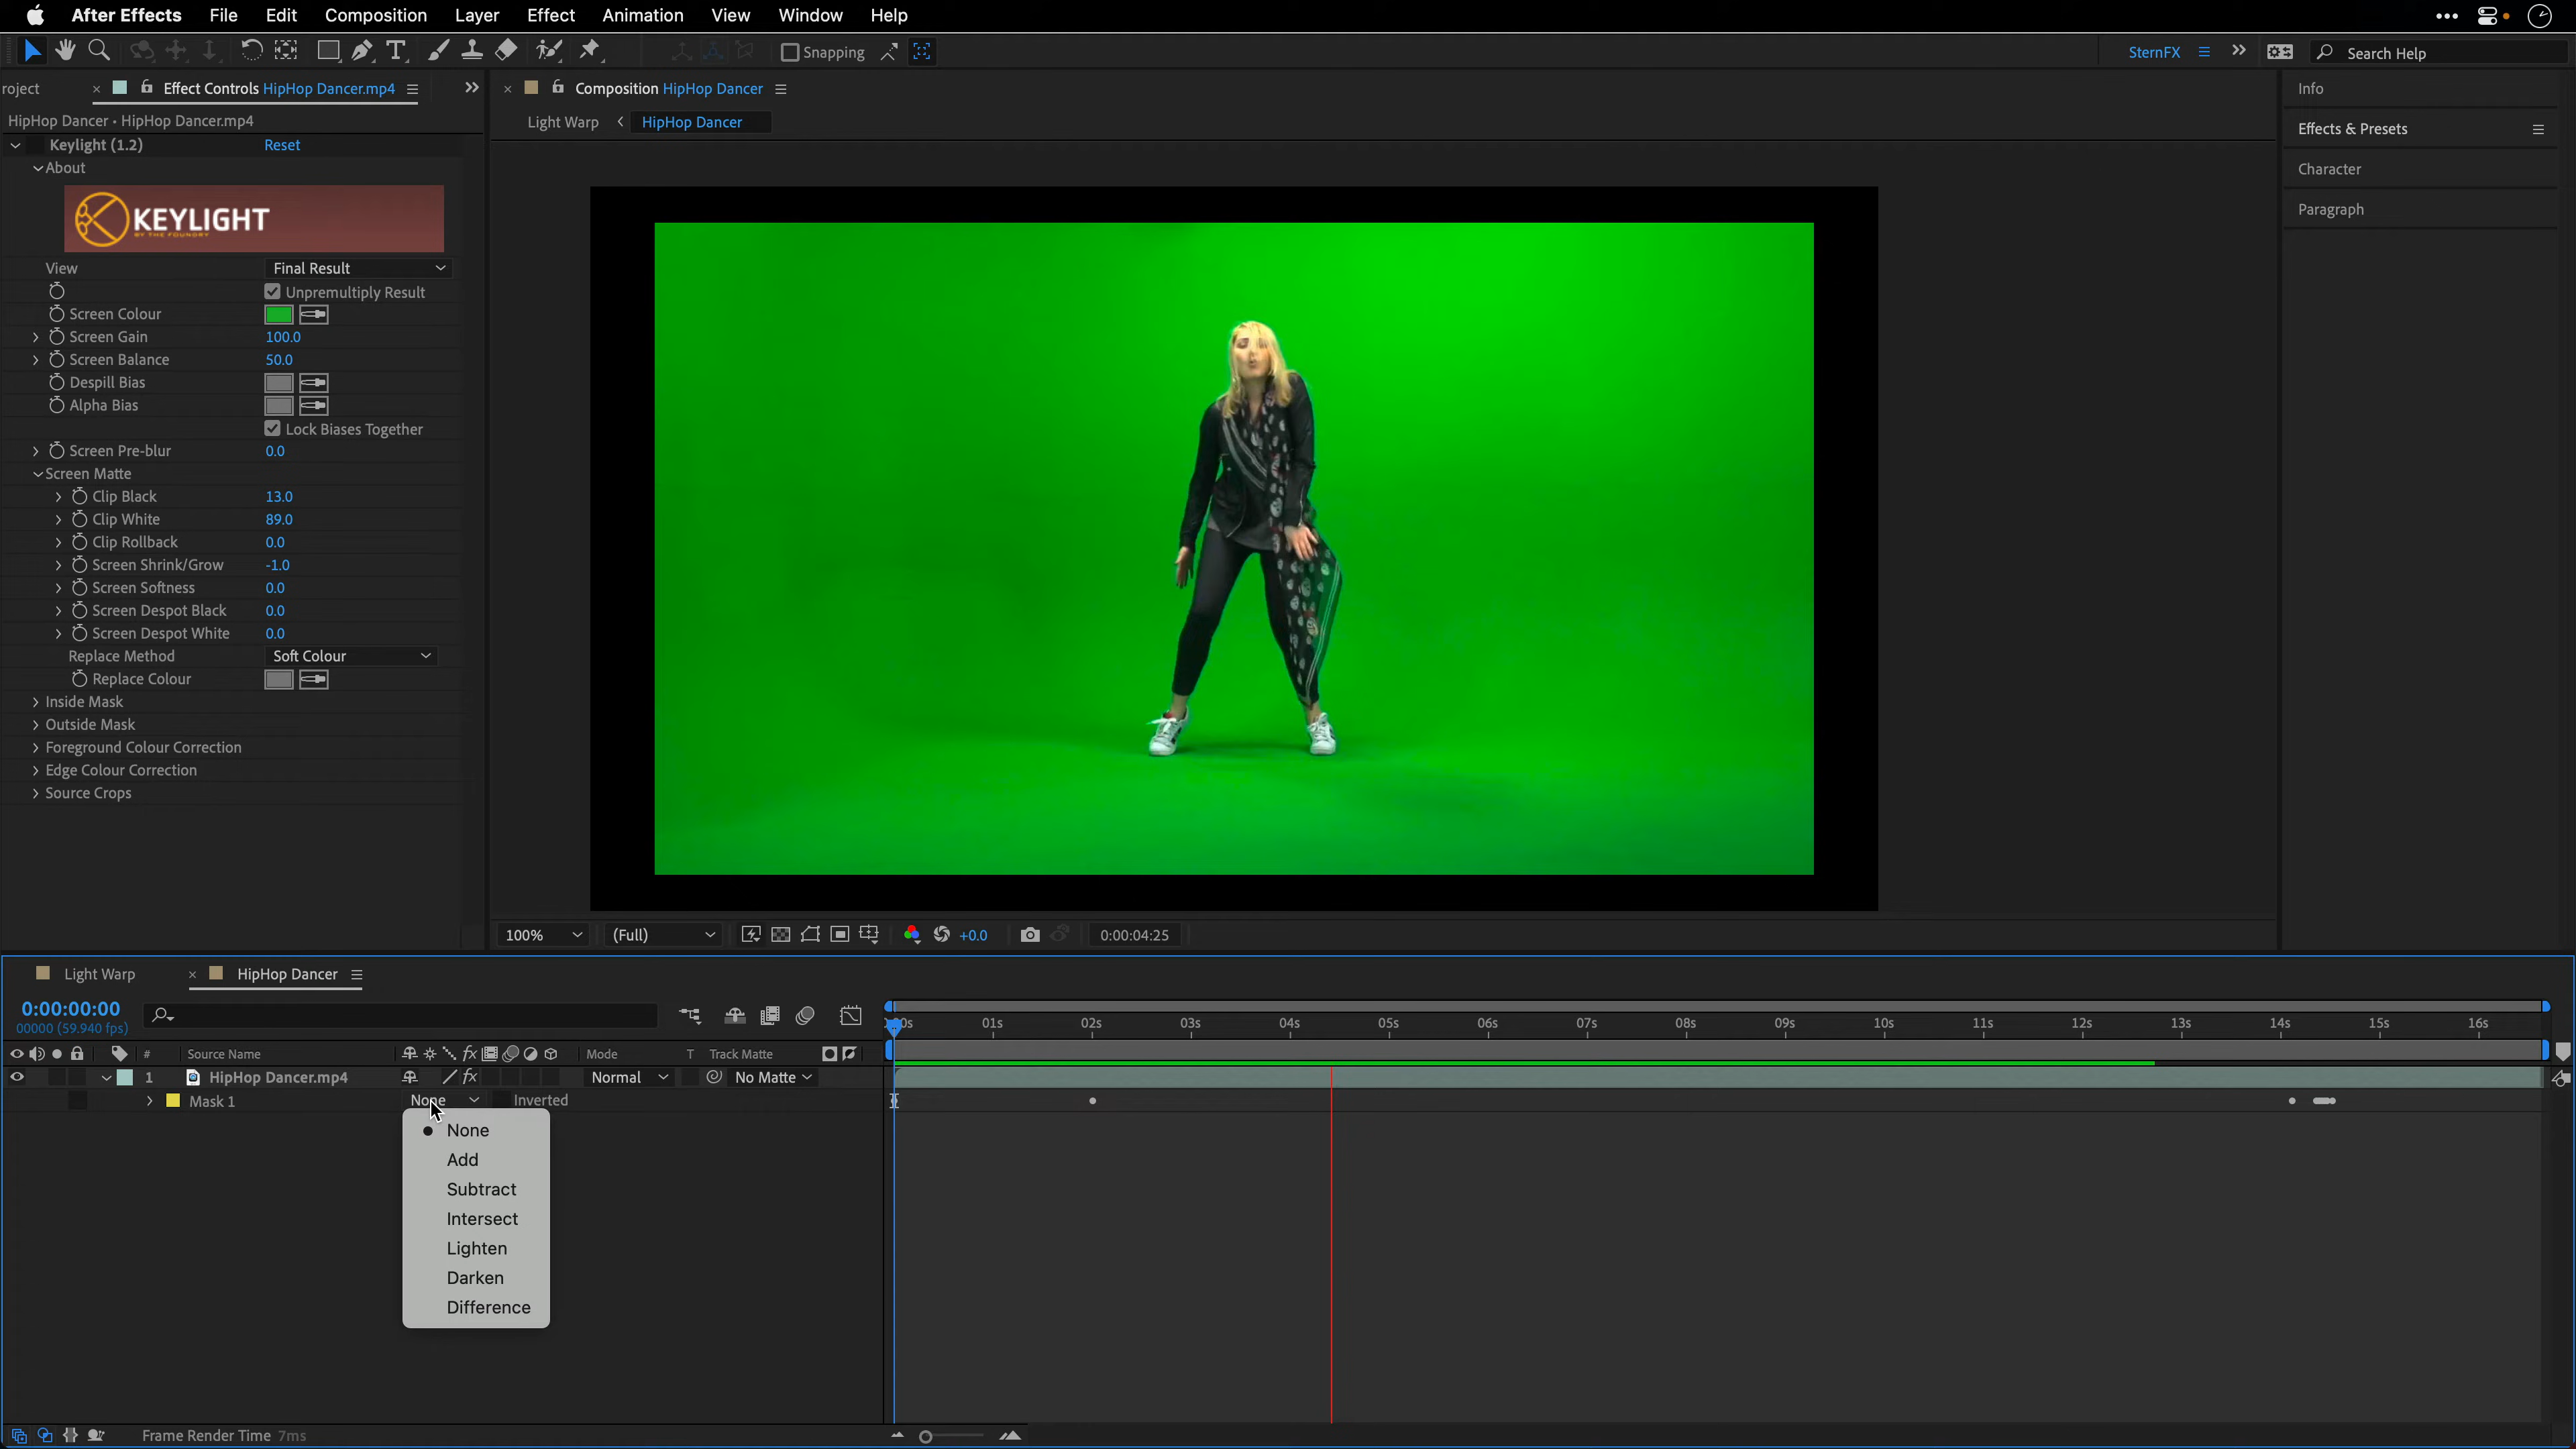 After Effects File Edit Composition Layer Effect Animation View Window Help
Snapping SternFX Search Help
roject Effect Controls HipHop Dancer.mp4
HipHop Dancer • HipHop Dancer.mp4
Keylight (1.2) Reset
About
KEYLIGHT
BY THE FOUNDRY
View Final Result
Unpremultiply Result
Screen Colour
Screen Gain 100.0
Screen Balance 50.0
Despill Bias
Alpha Bias
Lock Biases Together
Screen Pre-blur 0.0
Screen Matte
Clip Black 13.0
Clip White 89.0
Clip Rollback 0.0
Screen Shrink/Grow -1.0
Screen Softness 0.0
Screen Despot Black 0.0
Screen Despot White 0.0
Replace Method Soft Colour
Replace Colour
Inside Mask
Outside Mask
Foreground Colour Correction
Edge Colour Correction
Source Crops
Composition HipHop Dancer
Light Warp HipHop Dancer
100% (Full) +0.0 0:00:04:25
Info
Effects & Presets
Character
Paragraph
Light Warp HipHop Dancer
0:00:00:00
00000 (59.940 fps)
00s 01s 02s 03s 04s 05s 06s 07s 08s 09s 10s 11s 12s 13s 14s 15s 16s
# Source Name Mode T Track Matte
1 HipHop Dancer.mp4 Normal No Matte
Mask 1 None Inverted
None
Add
Subtract
Intersect
Lighten
Darken
Difference
Frame Render Time 7ms